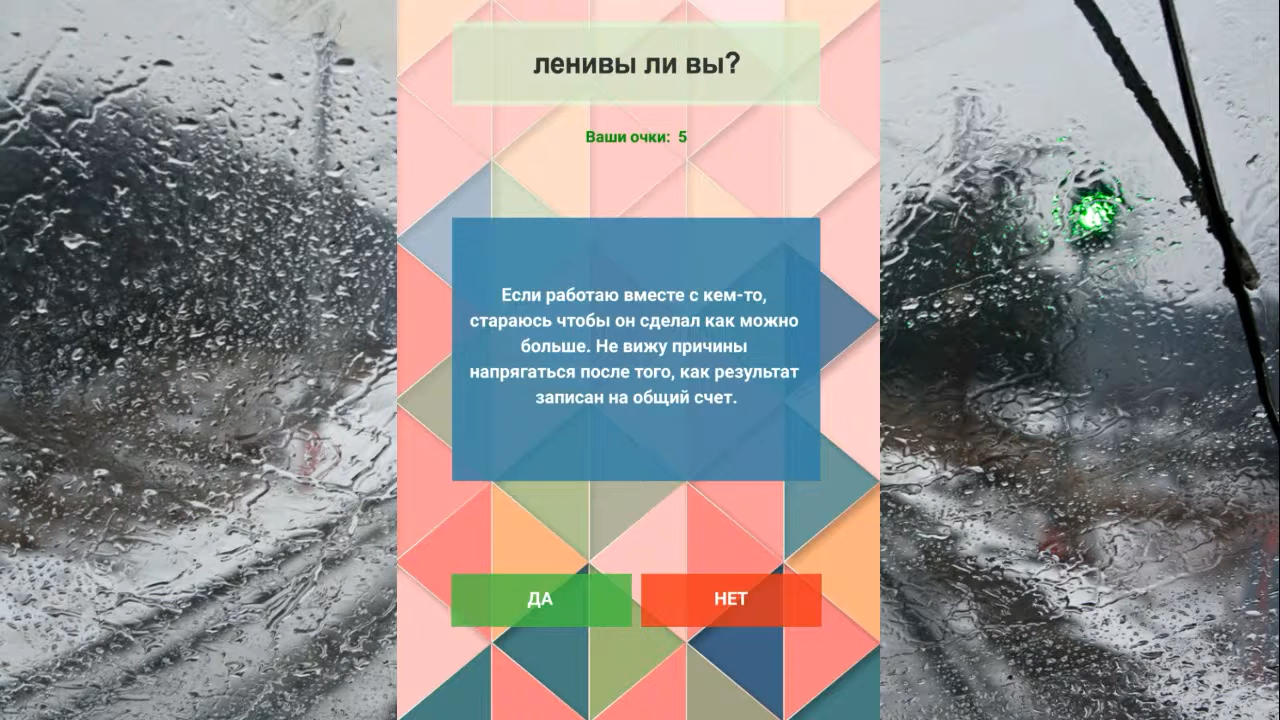 ленивы ли вы?
Ваши очки: 5
Если работаю вместе с кем-то,
стараюсь чтобы он сделал как можно
больше. Не вижу причины
напрягаться после того, как результат
записан на общий счет.
ДА
НЕТ